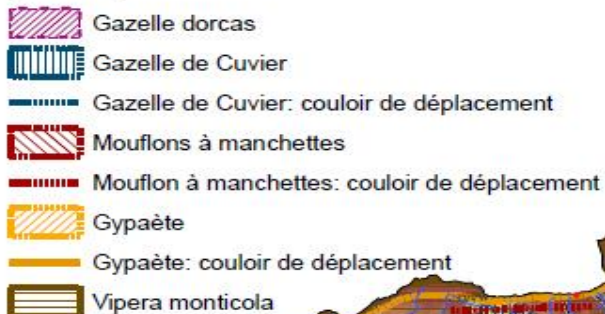 Gazelle dorcas
Gazelle de Cuvier
Gazelle de Cuvier: couloir de déplacement
Mouflons à manchettes
Mouflon à manchettes: couloir de déplacement
Gypaète
Gypaète: couloir de déplacement
Vipera monticola